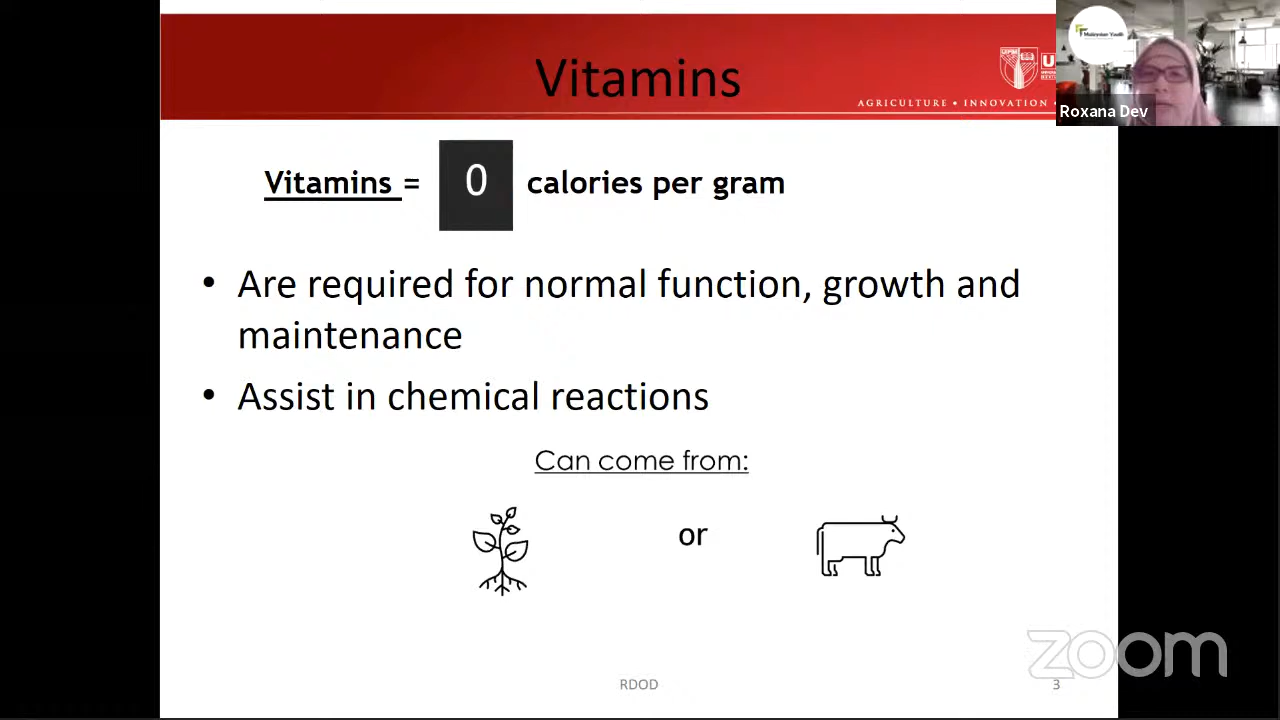 Vitamins
AGRICULTURE • INNOVATION •
Roxana Dev
Vitamins = 0 calories per gram
• Are required for normal function, growth and
maintenance
• Assist in chemical reactions
Can come from:
or
zoom
RDOD
3